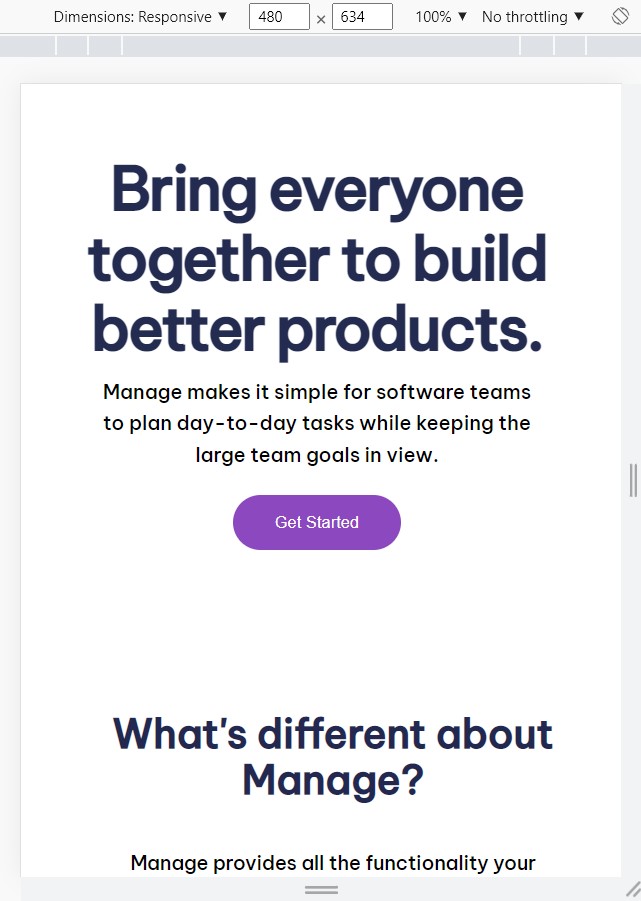 Dimensions: Responsive ▼ 480 × 634 100% ▼ No throttling ▼
Bring everyone
together to build
better products.
Manage makes it simple for software teams
to plan day-to-day tasks while keeping the
large team goals in view.
Get Started
What's different about
Manage?
Manage provides all the functionality your